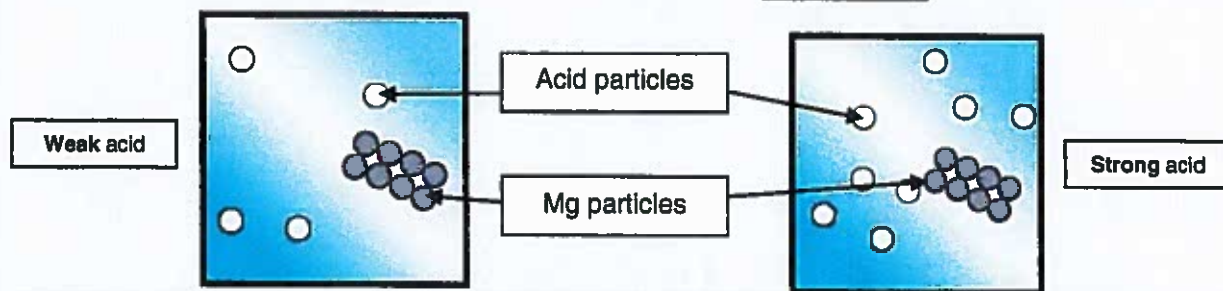 Acid particles
Weak acid
Strong acid
Mg particles